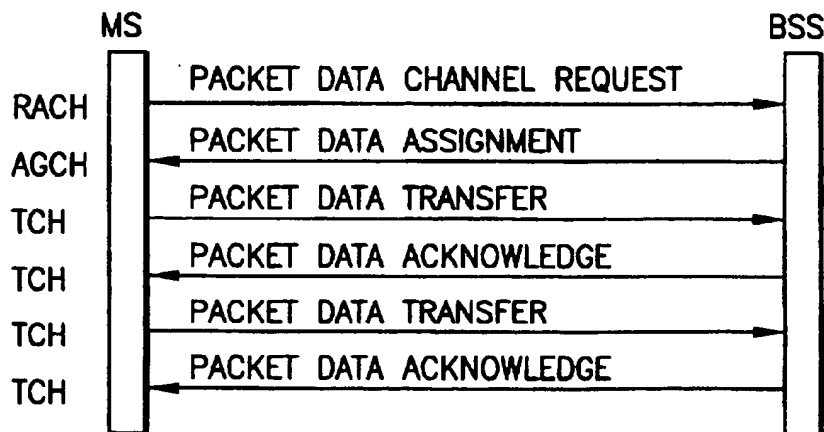 MS BSS
RACH PACKET DATA CHANNEL REQUEST
AGCH PACKET DATA ASSIGNMENT
TCH PACKET DATA TRANSFER
TCH PACKET DATA ACKNOWLEDGE
TCH PACKET DATA TRANSFER
TCH PACKET DATA ACKNOWLEDGE